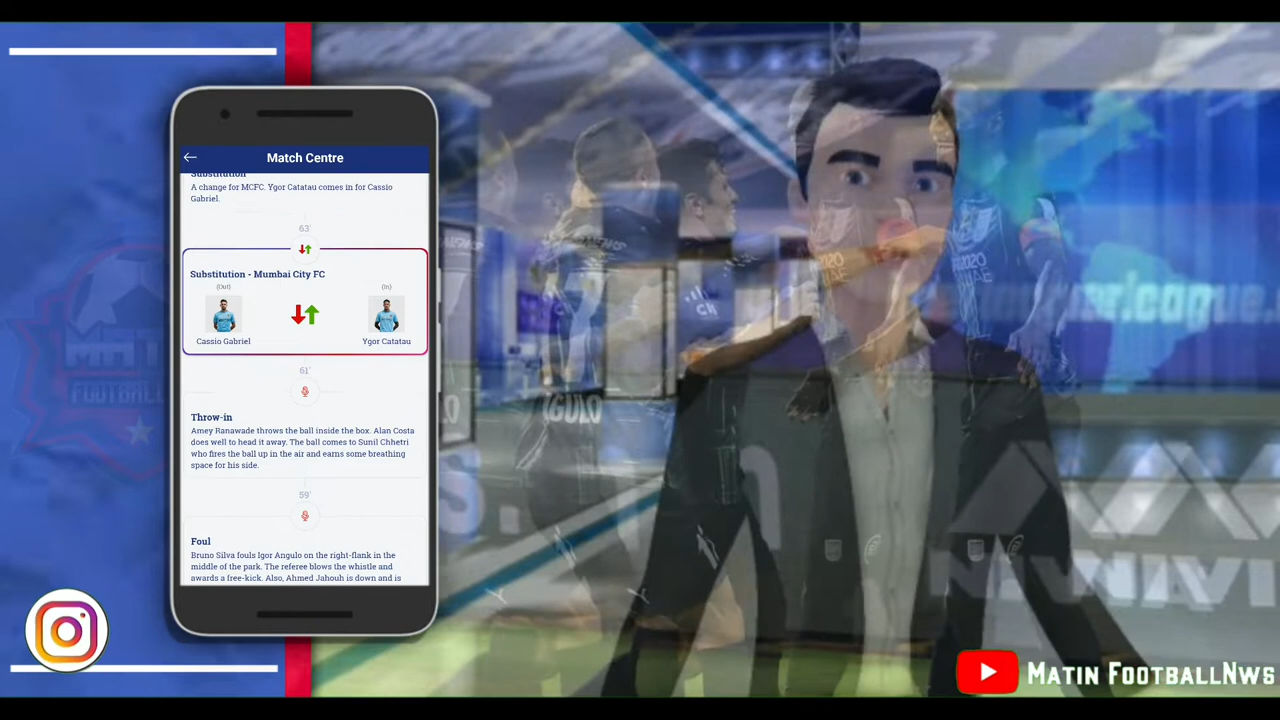 Match Centre
Substitution
A change for MCFC. Ygor Catatau comes in for Cassio
Gabriel.
63'
Substitution - Mumbai City FC
(Out)
(In)
Cassio Gabriel
Ygor Catatau
61'
Throw-in
Amey Ranawade throws the ball inside the box. Alan Costa
does well to head it away. The ball comes to Sunil Chhetri
who fires the ball up in the air and earns some breathing
space for his side.
59'
Foul
Bruno Silva fouls Igor Angulo on the right-flank in the
middle of the park. The referee blows the whistle and
awards a free-kick. Also, Ahmed Jahouh is down and is
FOOTBALL
GULO
MATIN FOOTBALLNWS